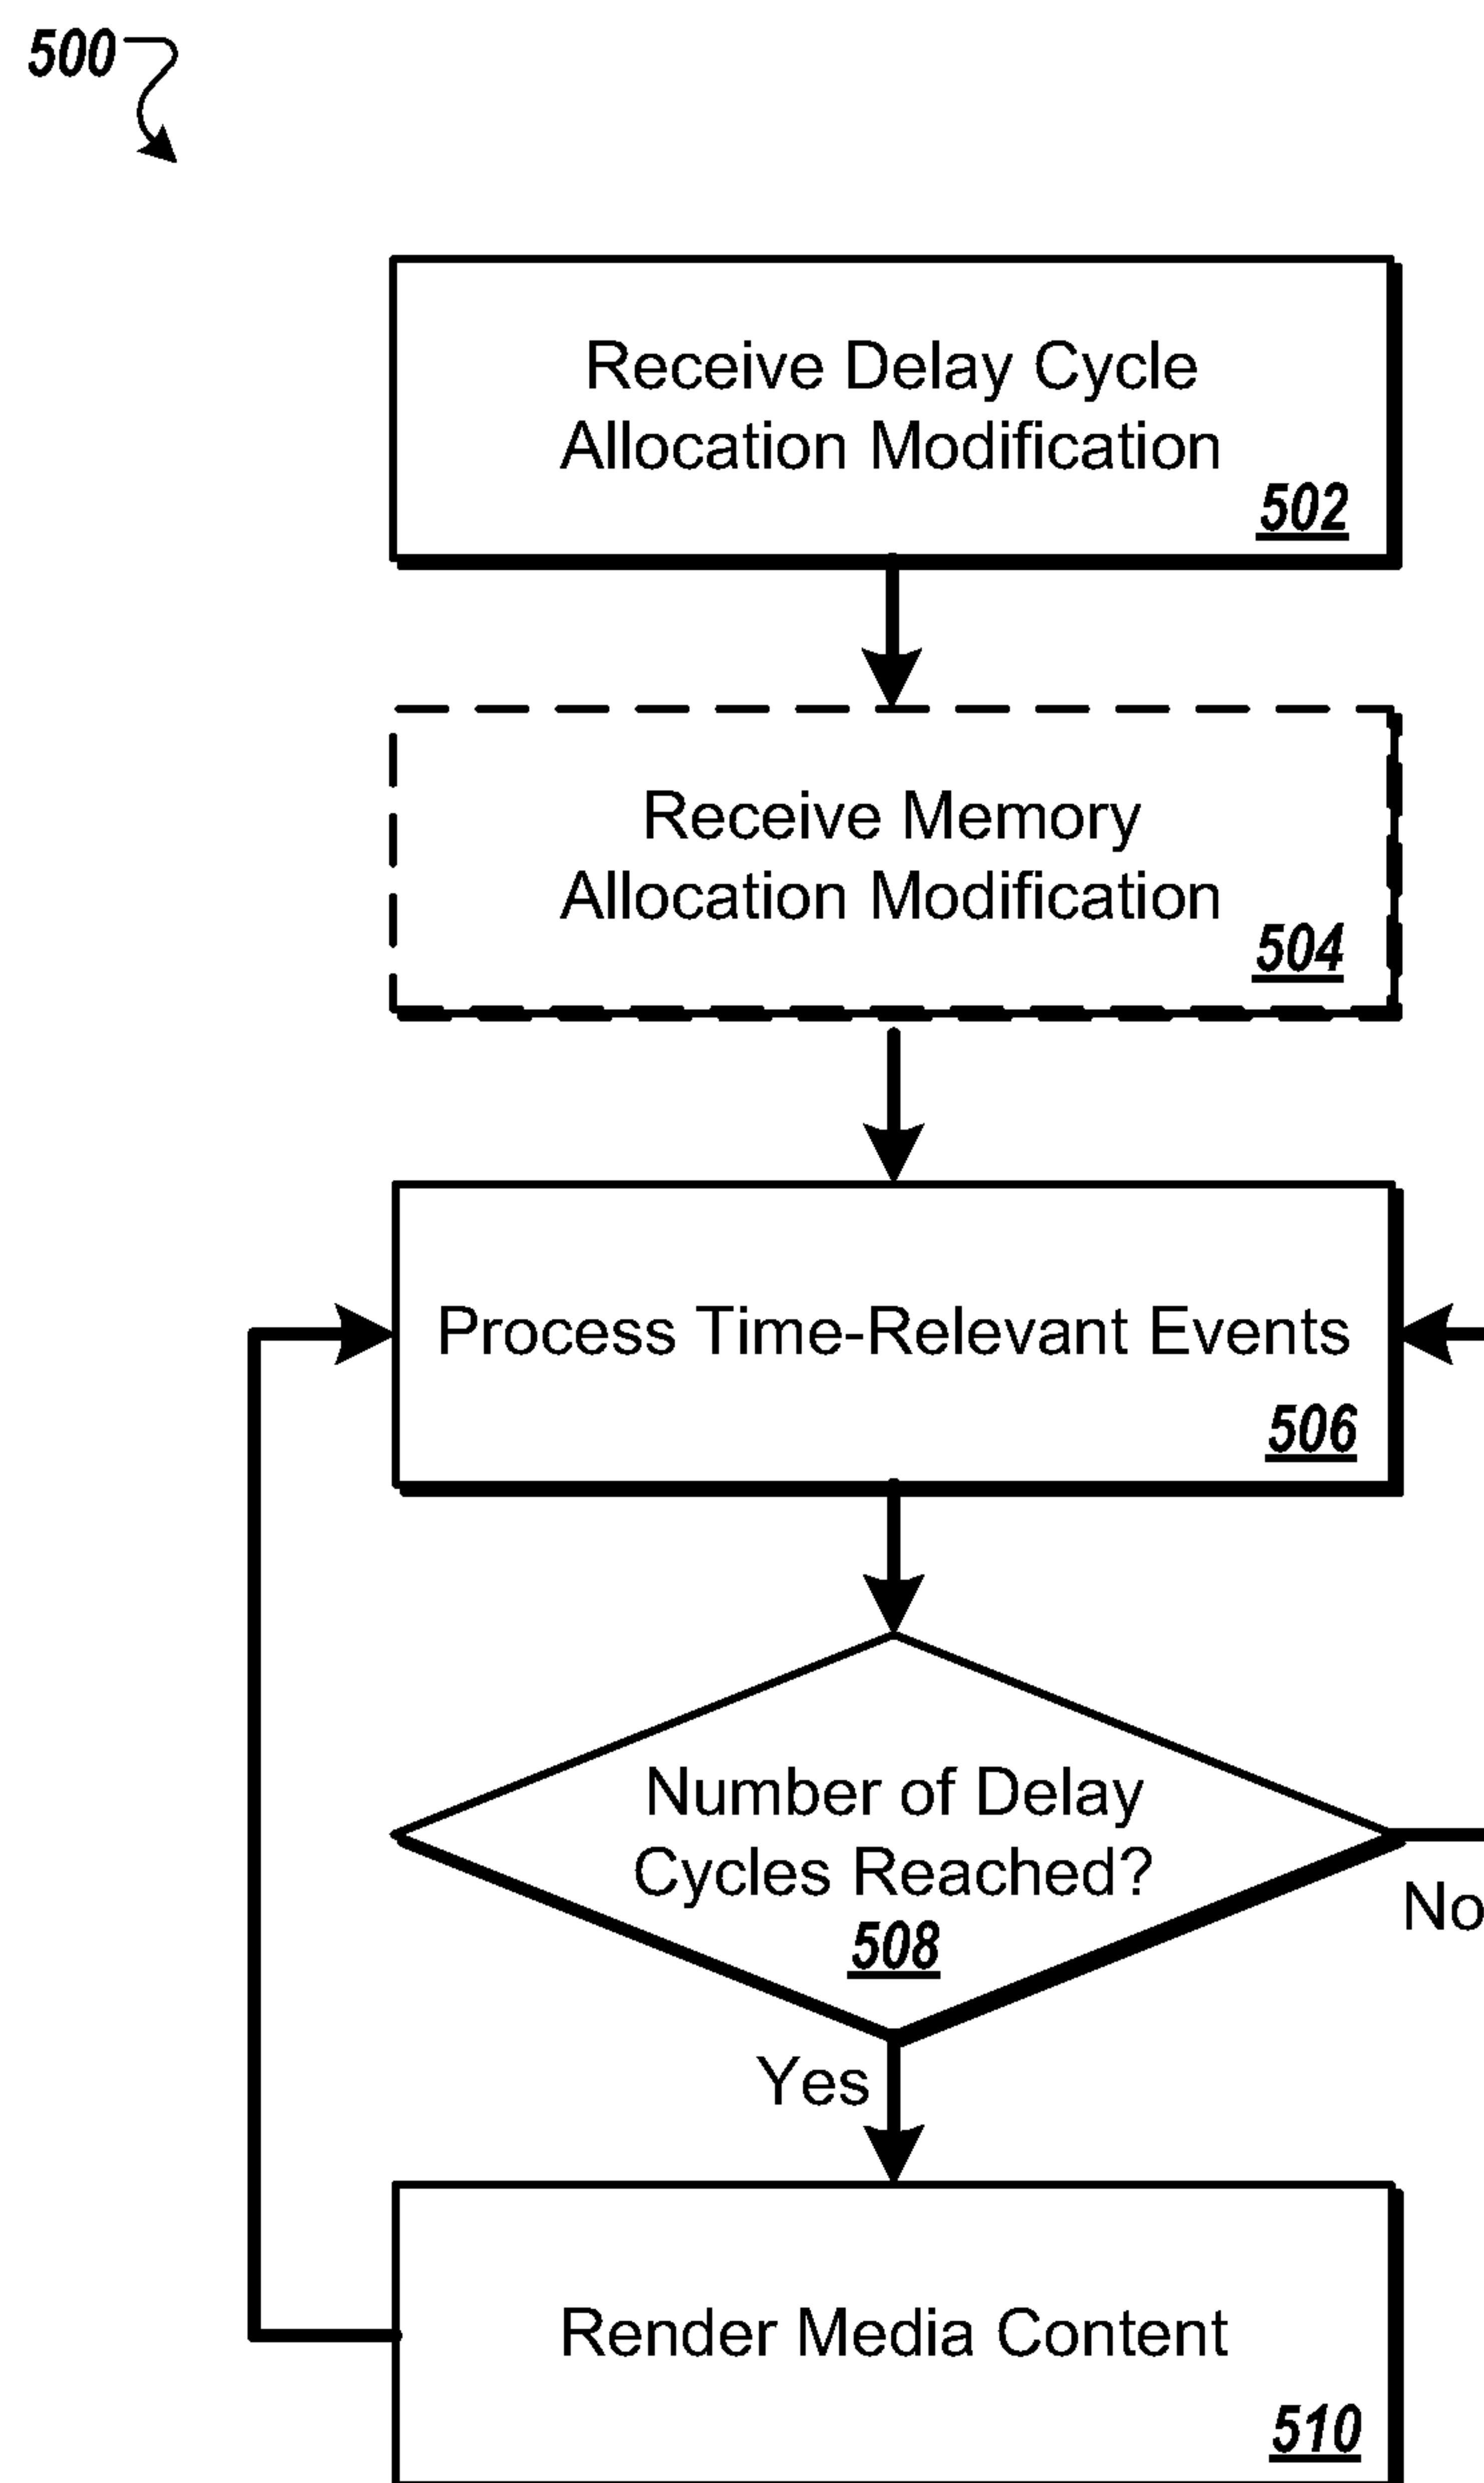 500
Receive Delay Cycle
Allocation Modification
502
Receive Memory
Allocation Modification
504
Process Time-Relevant Events
506
Number of Delay
Cycles Reached?
508
No
Yes
Render Media Content
510